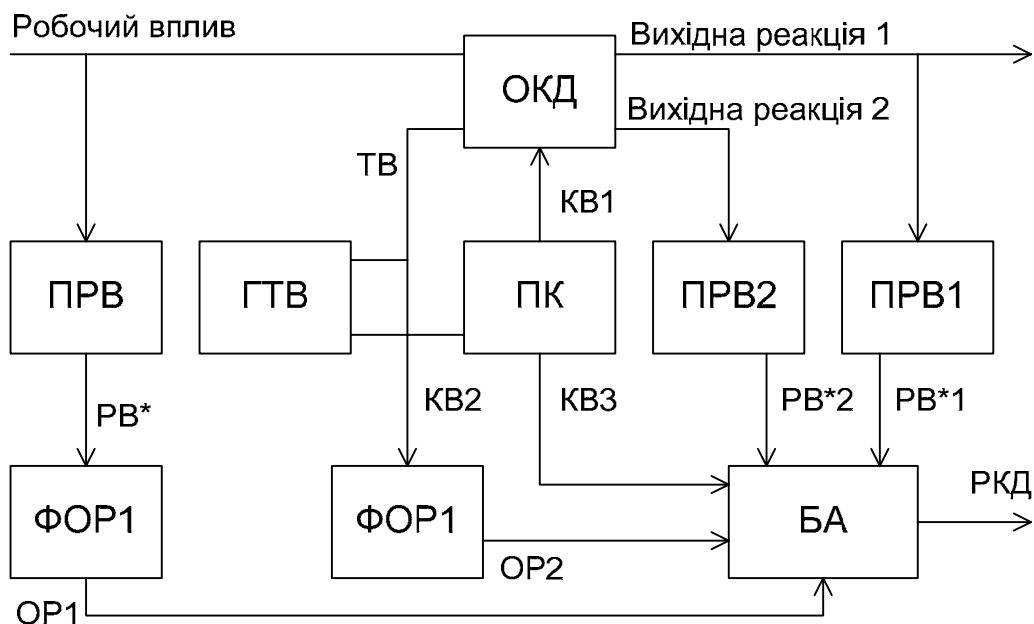 Робочий вплив
Вихідна реакція 1
ОКД
Вихідна реакція 2
ТВ
КВ1
ПРВ
ГТВ
ПК
ПРВ2
ПРВ1
РВ*
КВ2
КВ3
РВ*2
РВ*1
ФОР1
ФОР1
БА
РКД
ОР2
ОР1